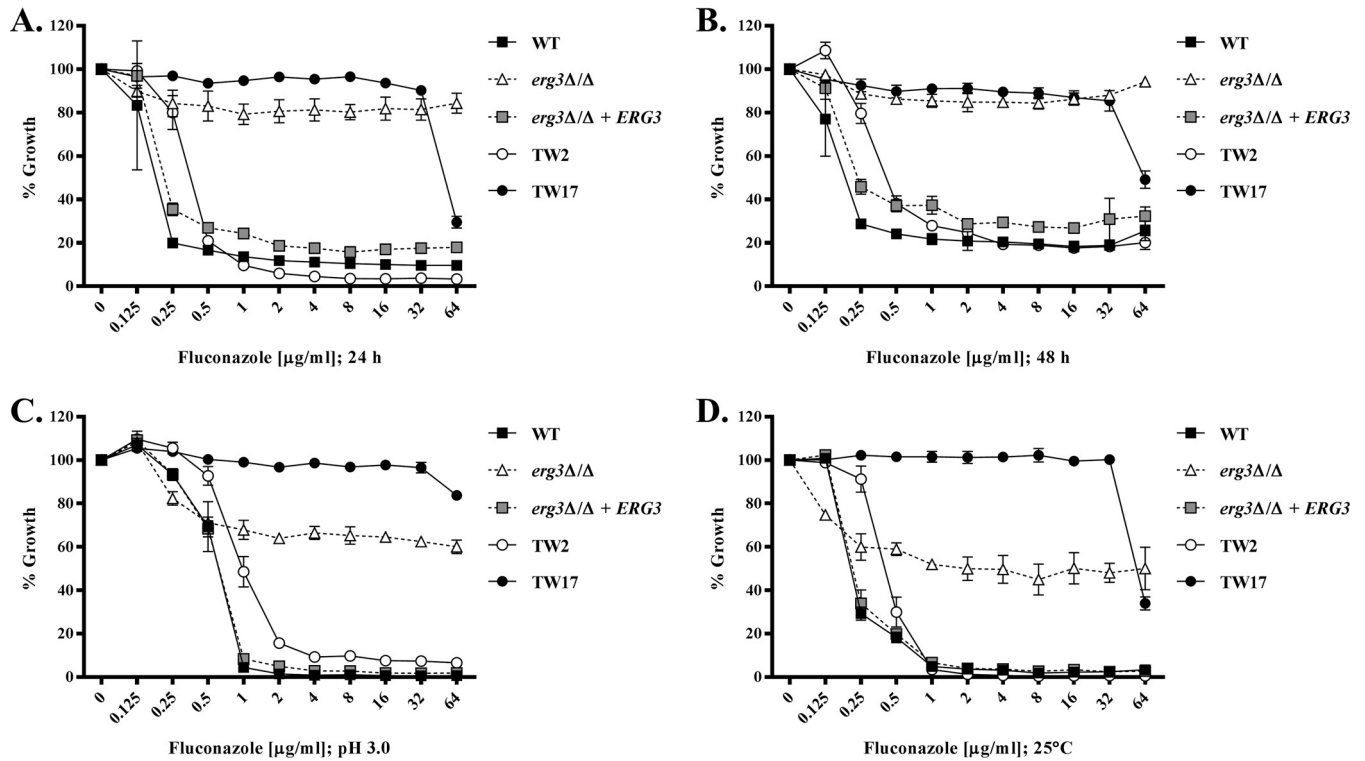 A.
120
100
80
60
40
20
0
% Growth
0 0.125 0.25 0.5 1 2 4 8 16 32 64
Fluconazole [µg/ml]; 24 h
WT
erg3Δ/Δ
erg3Δ/Δ + ERG3
TW2
TW17
B.
120
100
80
60
40
20
0
% Growth
0 0.125 0.25 0.5 1 2 4 8 16 32 64
Fluconazole [µg/ml]; 48 h
WT
erg3Δ/Δ
erg3Δ/Δ + ERG3
TW2
TW17
C.
120
100
80
60
40
20
0
% Growth
0 0.125 0.25 0.5 1 2 4 8 16 32 64
Fluconazole [µg/ml]; pH 3.0
WT
erg3Δ/Δ
erg3Δ/Δ + ERG3
TW2
TW17
D.
120
100
80
60
40
20
0
% Growth
0 0.125 0.25 0.5 1 2 4 8 16 32 64
Fluconazole [µg/ml]; 25°C
WT
erg3Δ/Δ
erg3Δ/Δ + ERG3
TW2
TW17